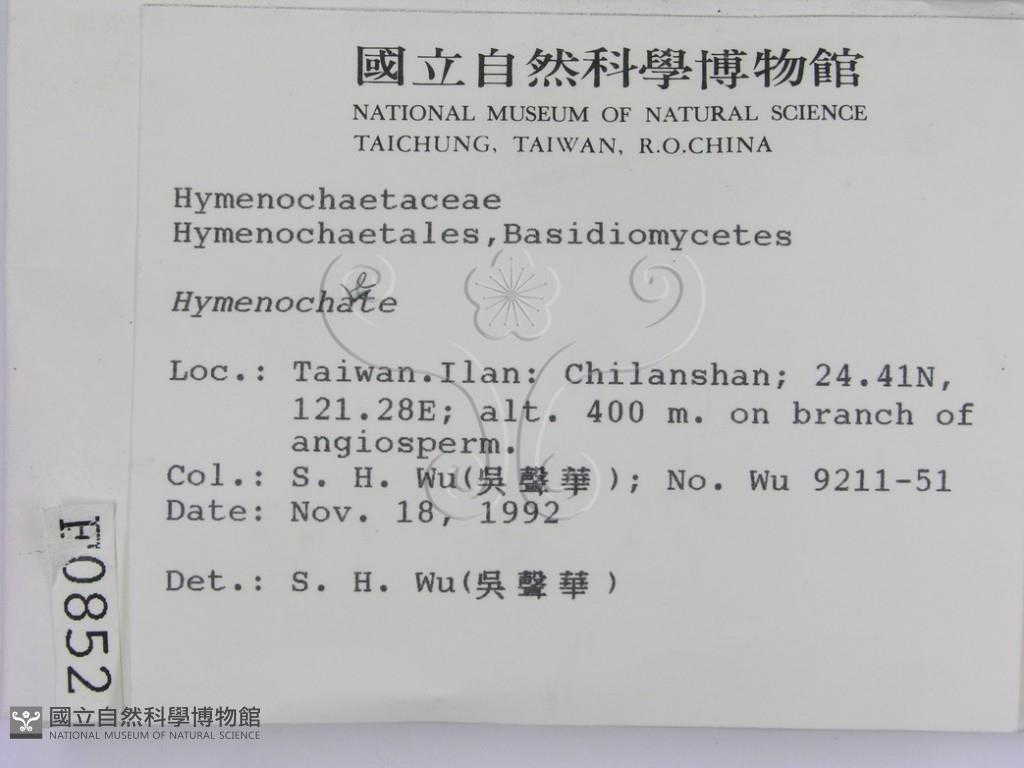 國立自然科學博物館
NATIONAL MUSEUM OF NATURAL SCIENCE
TAICHUNG, TAIWAN, R.O.CHINA
Hymenochaetaceae
Hymenochaetales,Basidiomycetes
e
Hymenochate
Loc.: Taiwan.Ilan: Chilanshan; 24.41N,
121.28E; alt. 400 m. on branch of
angiosperm.
Col.: S. H. Wu(吳聲華); No. Wu 9211-51
Date: Nov. 18, 1992
Det.: S. H. Wu(吳聲華)
F0852
國立自然科學博物館
NATIONAL MUSEUM OF NATURAL SCIENCE